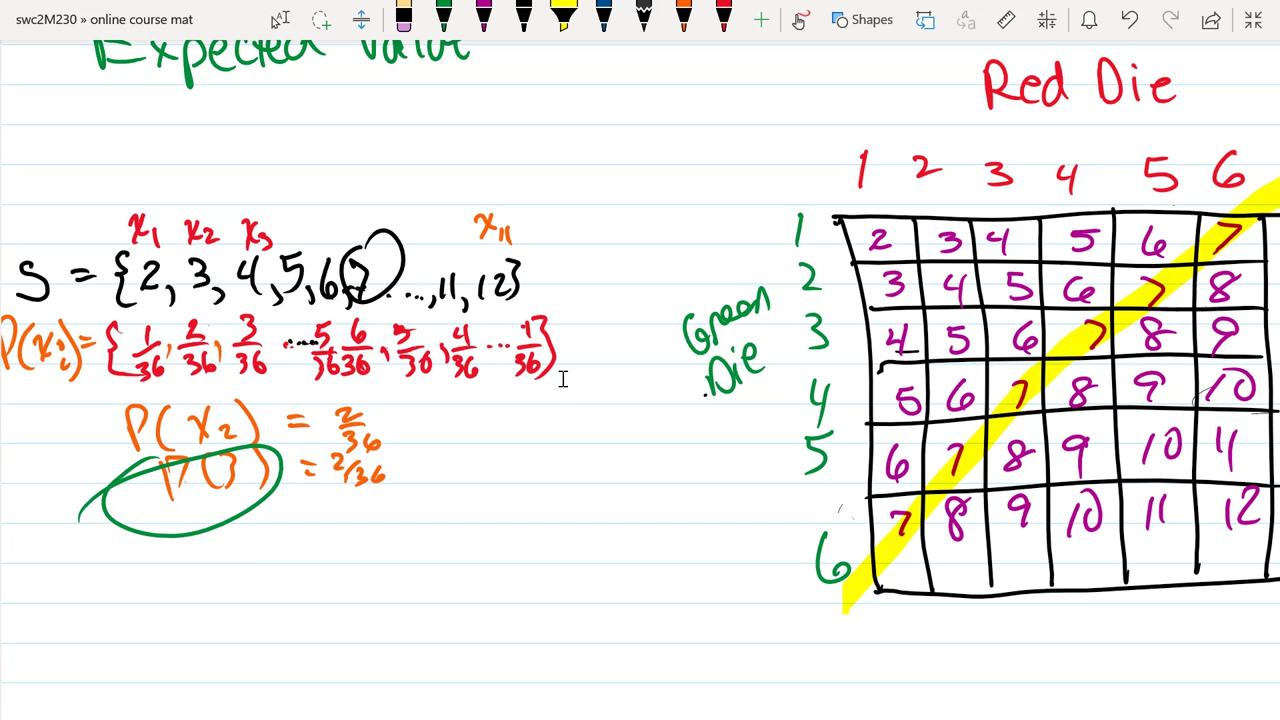 swc2M230 » online course mat
Shapes
Expected Value
Red Die
1 2 3 4 5 6
x1 x2 x3 x11
S = {2, 3, 4, 5, 6, 7 ..., 11, 12}
P(xi) = {1/36, 2/36, 3/36 ..... 5/36 6/36, 5/36, 4/36 ... 1/36}
P(x2) = 2/36
P(3) = 2/36
Green
Die
1 2 3 4 5 6 7
2 3 4 5 6 7 8
3 4 5 6 7 8 9
4 5 6 7 8 9 10
5 6 7 8 9 10 11
6 7 8 9 10 11 12